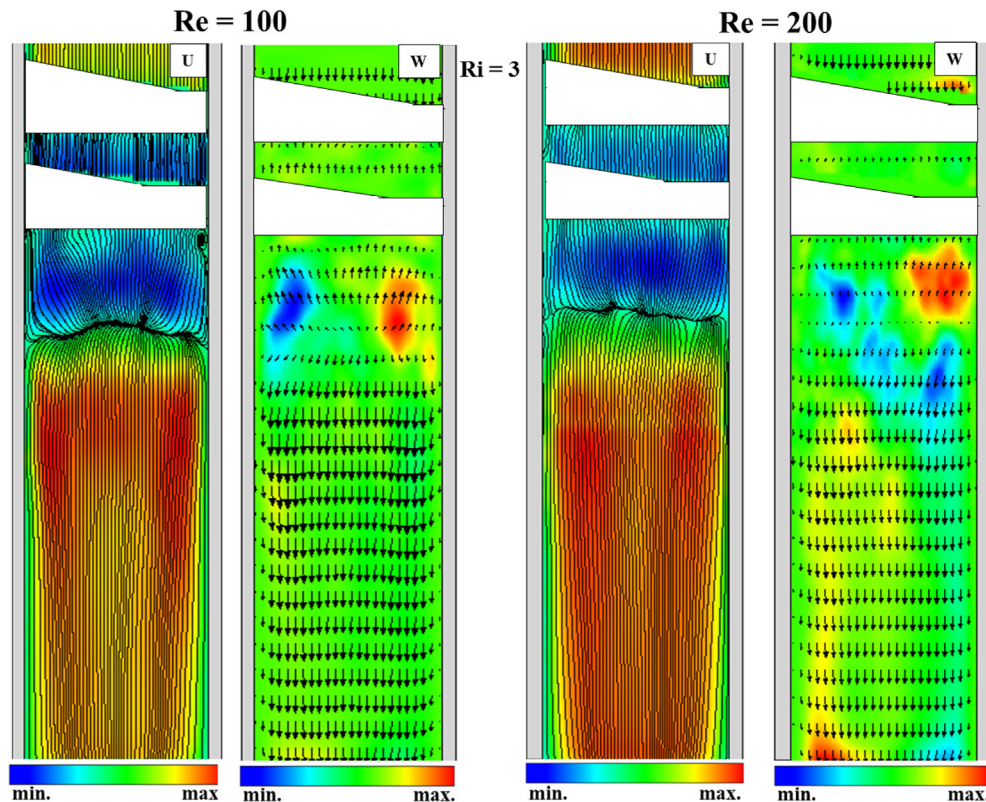 Re = 100
Re = 200
U
W
Ri = 3
U
W
min.
max
min.
max.
min.
max.
min.
max.